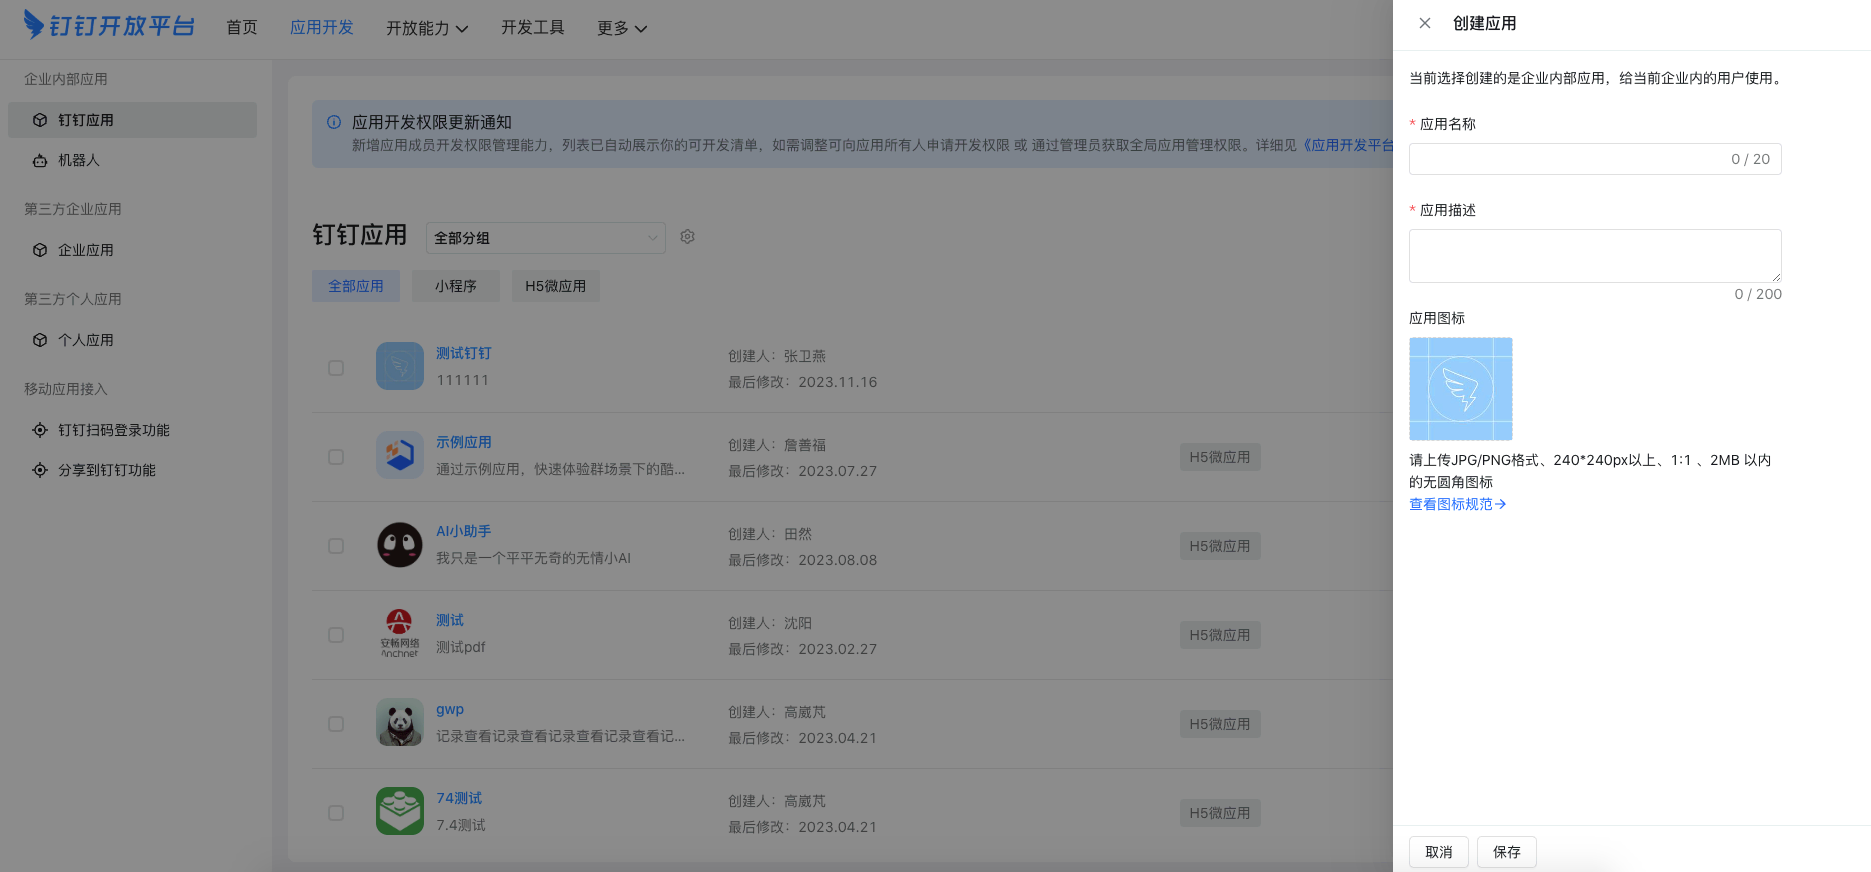 钉钉开放平台
首页
应用开发
开放能力
开发工具
更多
企业内部应用
钉钉应用
机器人
第三方企业应用
企业应用
第三方个人应用
个人应用
移动应用接入
钉钉扫码登录功能
分享到钉钉功能
应用开发权限更新通知
新增应用成员开发权限管理能力，列表已自动展示你的可开发清单，如需调整可向应用所有人申请开发权限 或 通过管理员获取全局应用管理权限。详细见《应用开发平台
钉钉应用
全部分组
全部应用
小程序
H5微应用
测试钉钉
111111
创建人：张卫燕
最后修改：2023.11.16
示例应用
通过示例应用，快速体验群场景下的酷...
创建人：詹善福
最后修改：2023.07.27
H5微应用
AI小助手
我只是一个平平无奇的无情小AI
创建人：田然
最后修改：2023.08.08
H5微应用
安畅网络
Anchnet
测试
测试pdf
创建人：沈阳
最后修改：2023.02.27
H5微应用
gwp
记录查看记录查看记录查看记录查看记...
创建人：高崴芃
最后修改：2023.04.21
H5微应用
74测试
7.4测试
创建人：高崴芃
最后修改：2023.04.21
H5微应用
创建应用
当前选择创建的是企业内部应用，给当前企业内的用户使用。
* 应用名称
0 / 20
* 应用描述
0 / 200
应用图标
请上传JPG/PNG格式、240*240px以上、1:1 、2MB 以内
的无圆角图标
查看图标规范→
取消
保存